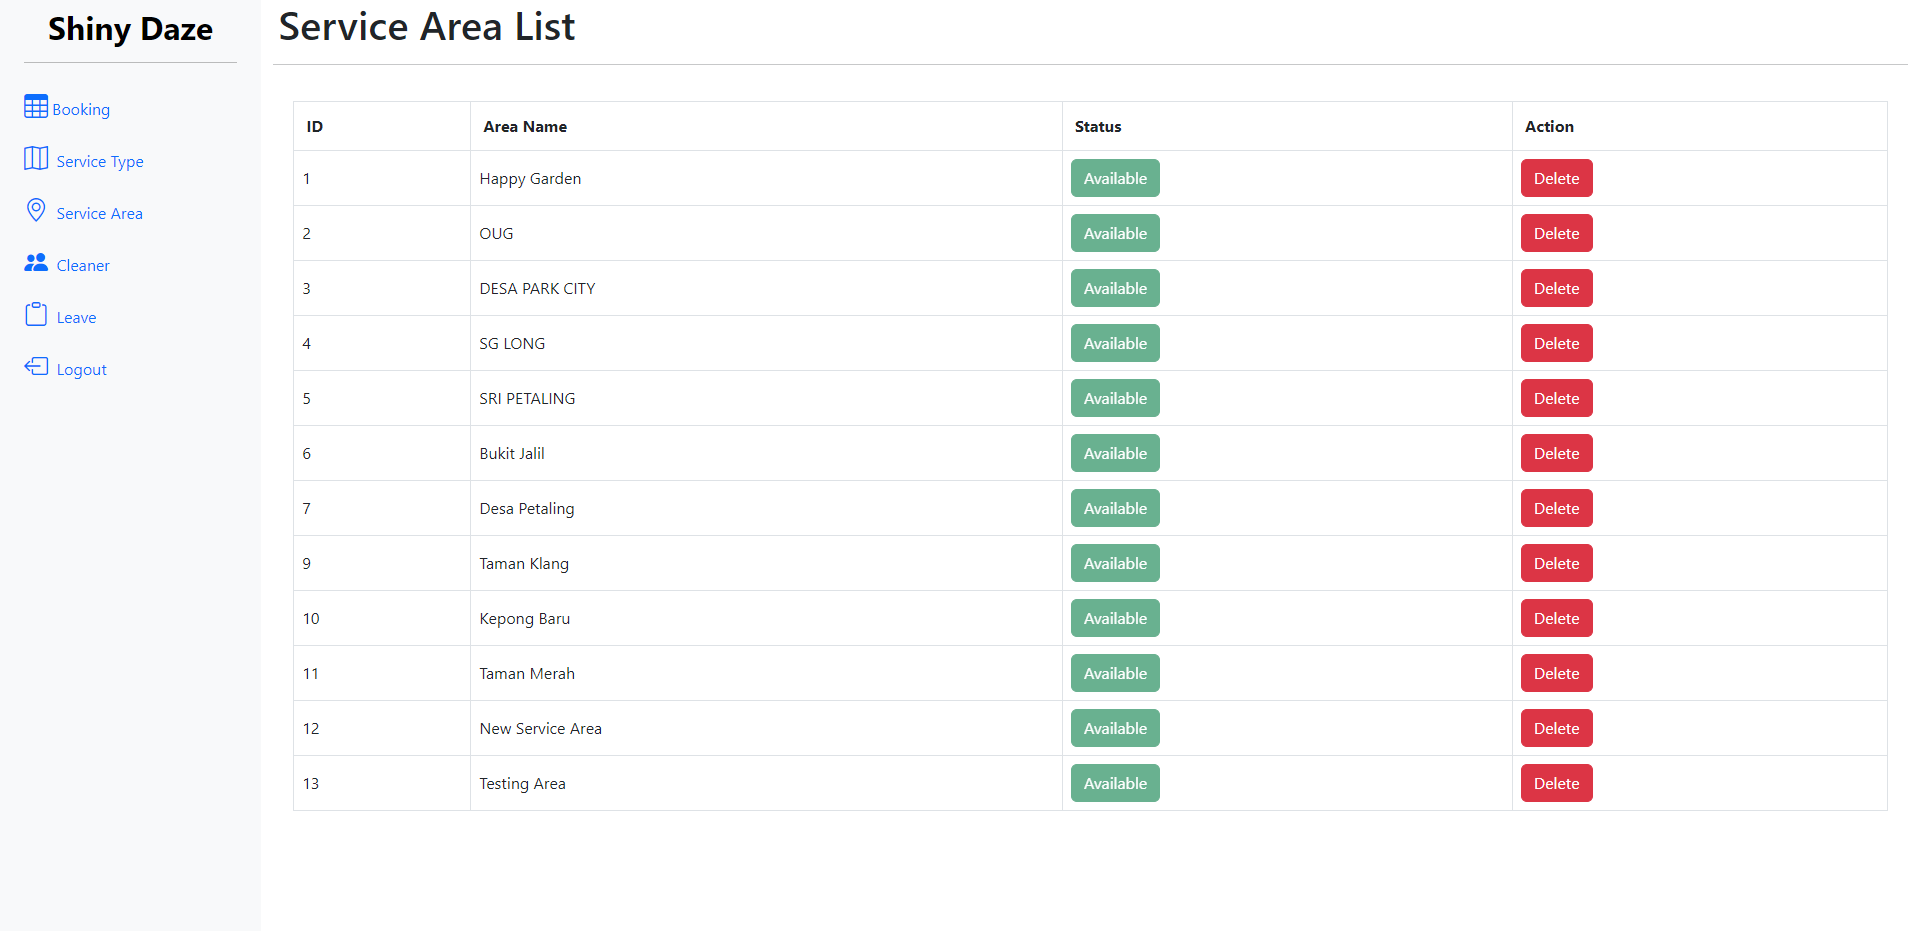 Shiny Daze
Booking
Service Type
Service Area
Cleaner
Leave
Logout
Service Area List
ID Area Name Status Action
1 Happy Garden Available Delete
2 OUG Available Delete
3 DESA PARK CITY Available Delete
4 SG LONG Available Delete
5 SRI PETALING Available Delete
6 Bukit Jalil Available Delete
7 Desa Petaling Available Delete
9 Taman Klang Available Delete
10 Kepong Baru Available Delete
11 Taman Merah Available Delete
12 New Service Area Available Delete
13 Testing Area Available Delete